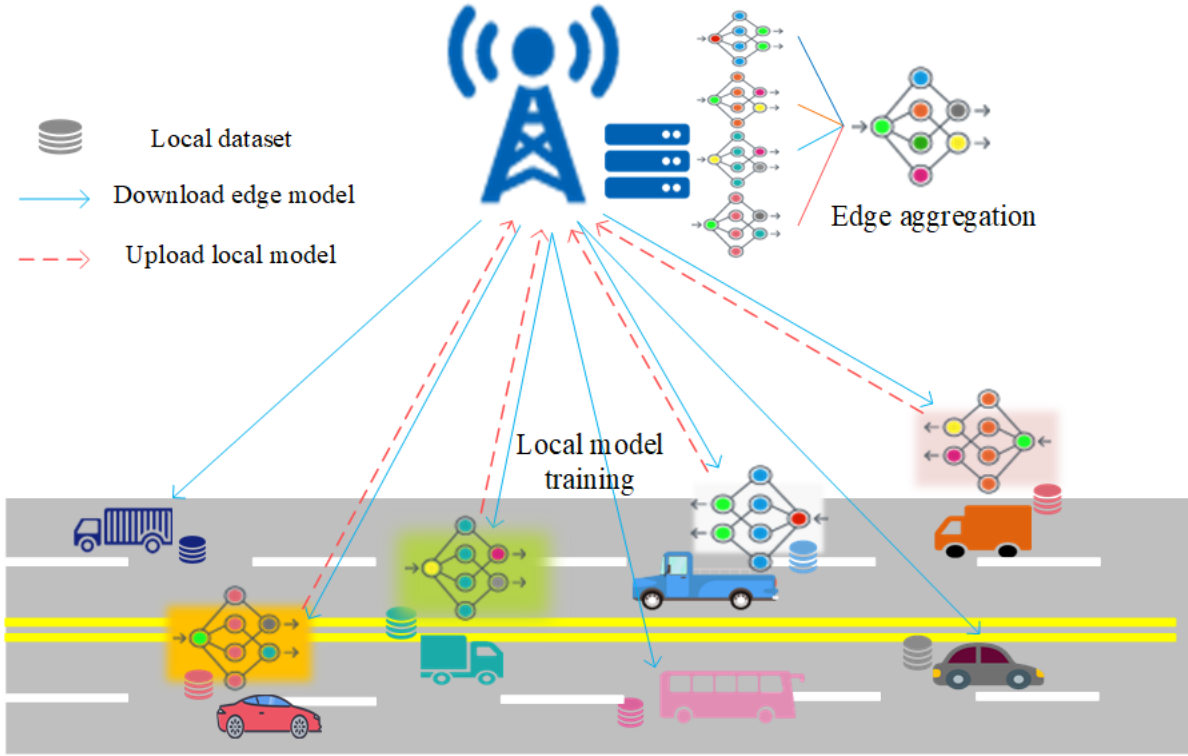 Local dataset
Download edge model
Upload local model
Edge aggregation
Local model
training